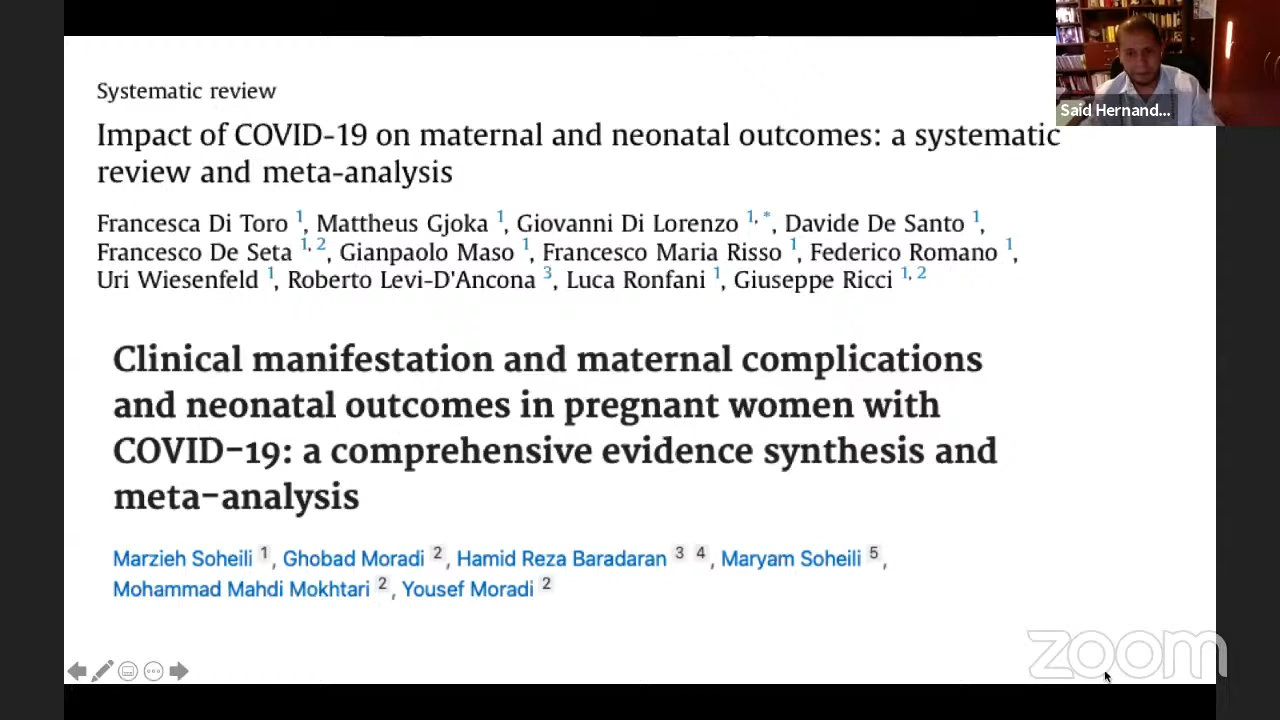 Systematic review
Impact of COVID-19 on maternal and neonatal outcomes: a systematic
review and meta-analysis
Francesca Di Toro 1, Mattheus Gjoka 1, Giovanni Di Lorenzo 1, *, Davide De Santo 1,
Francesco De Seta 1, 2, Gianpaolo Maso 1, Francesco Maria Risso 1, Federico Romano 1,
Uri Wiesenfeld 1, Roberto Levi-D'Ancona 3, Luca Ronfani 1, Giuseppe Ricci 1, 2
Clinical manifestation and maternal complications
and neonatal outcomes in pregnant women with
COVID-19: a comprehensive evidence synthesis and
meta-analysis
Marzieh Soheili 1, Ghobad Moradi 2, Hamid Reza Baradaran 3 4, Maryam Soheili 5,
Mohammad Mahdi Mokhtari 2, Yousef Moradi 2
Said Hernand...
zoom